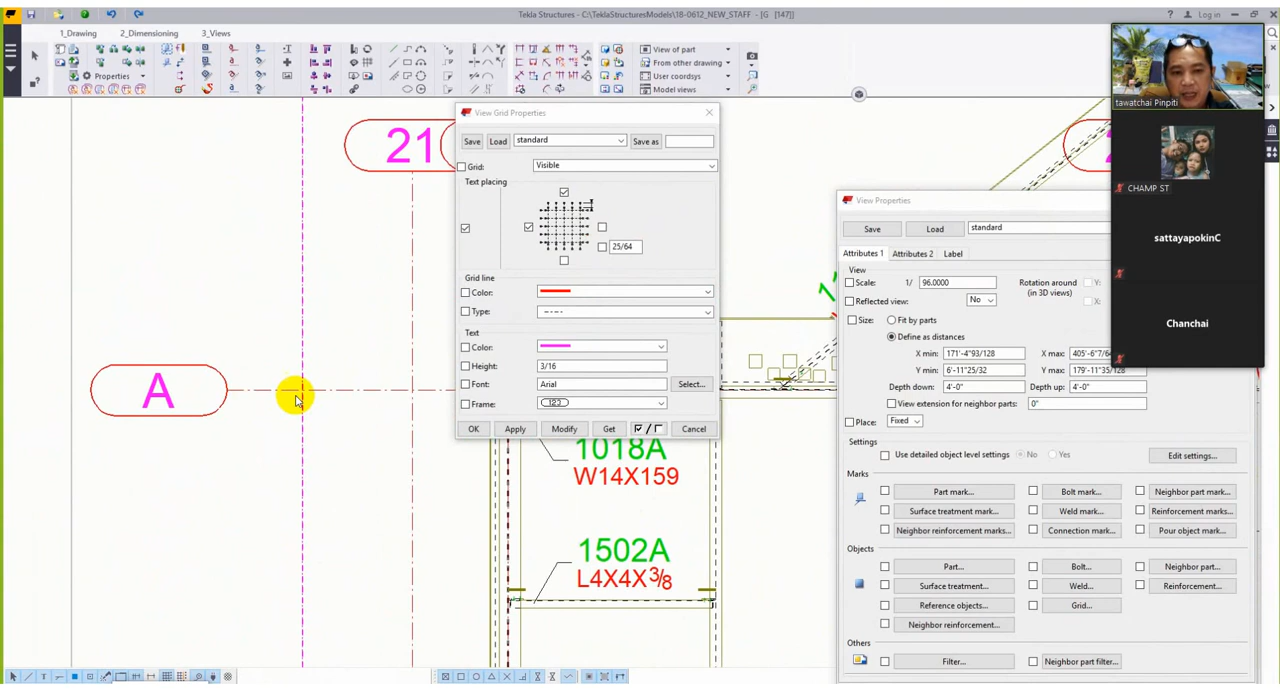 Tekla Structures - C:\TeklaStructuresModels\18-0612_NEW_STAFF - [G [147]]
Log in
1_Drawing 2_Dimensioning 3_Views
Properties
View of part
From other drawing
User coordsys
Model views
tawatchai Pinpiti
CHAMP ST
sattayapokinC
Chanchai
21
A
1018A
W14X159
1502A
L4X4X3/8
View Grid Properties
Save Load standard Save as
Grid: Visible
Text placing
25/64
Grid line
Color:
Type:
Text
Color:
Height: 3/16
Font: Arial Select...
Frame: 123
OK Apply Modify Get Cancel
View Properties
Save Load standard
Attributes 1 Attributes 2 Label
View
Scale: 1/ 96.0000 Rotation around Y:
Reflected view: No (in 3D views) X:
Size: Fit by parts
Define as distances
X min: 171'-4"93/128 X max: 405'-6"7/64
Y min: 6'-11"25/32 Y max: 179'-11"35/128
Depth down: 4'-0" Depth up: 4'-0"
View extension for neighbor parts: 0"
Place: Fixed
Settings
Use detailed object level settings No Yes Edit settings...
Marks
Part mark... Bolt mark... Neighbor part mark...
Surface treatment mark... Weld mark... Reinforcement marks...
Neighbor reinforcement marks... Connection mark... Pour object mark...
Objects
Part... Bolt... Neighbor part...
Surface treatment... Weld... Reinforcement...
Reference objects... Grid...
Neighbor reinforcement...
Others
Filter... Neighbor part filter...